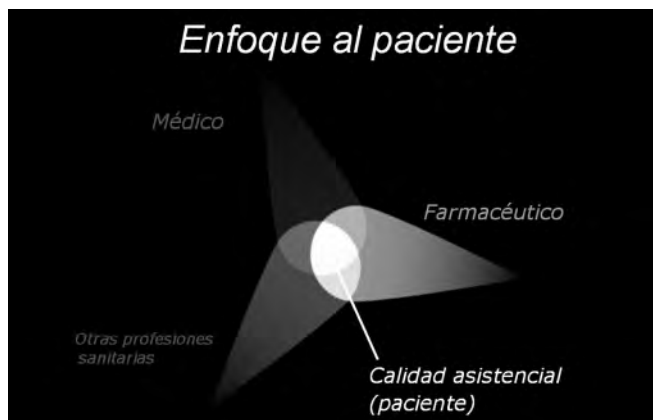 Enfoque al paciente
Médico
Farmacéutico
Otras profesiones
sanitarias
Calidad asistencial
(paciente)